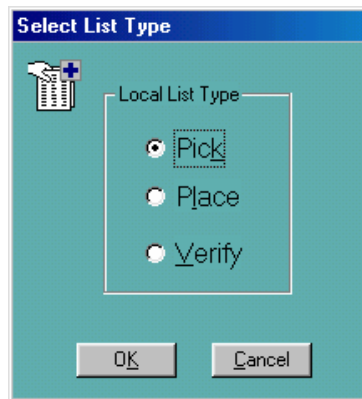 Select List Type
Local List Type
Pick
Place
Verify
OK
Cancel